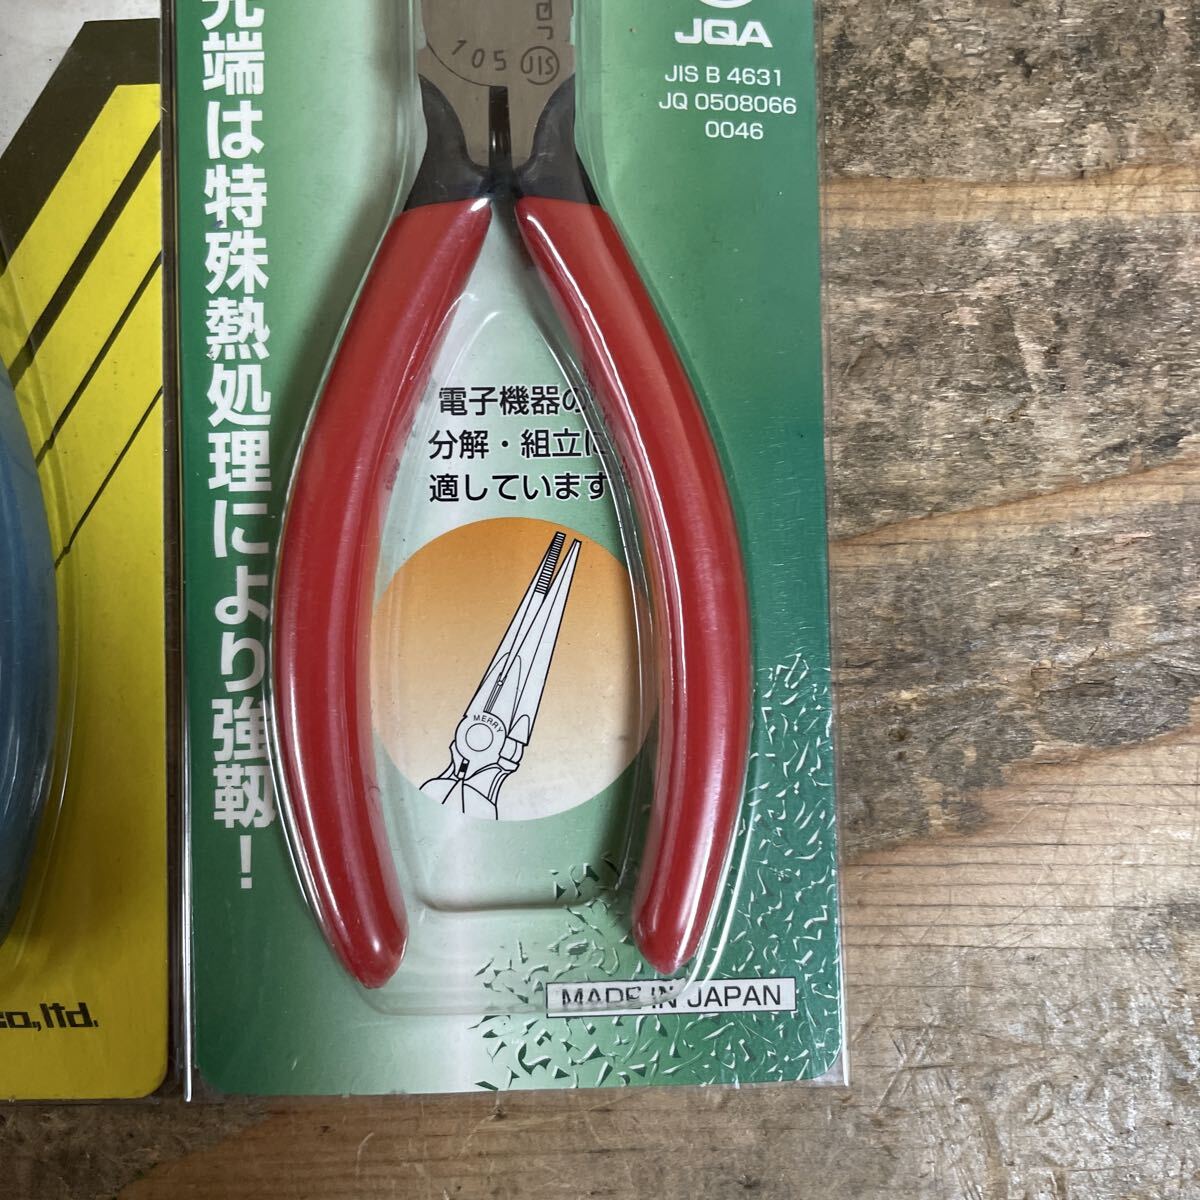 先端は特殊熱処理により強靱!
105 JIS
JQA
JIS B 4631
JQ 0508066
0046
電子機器の
分解・組立に
適しています
MERRY
MADE IN JAPAN
co.,ltd.